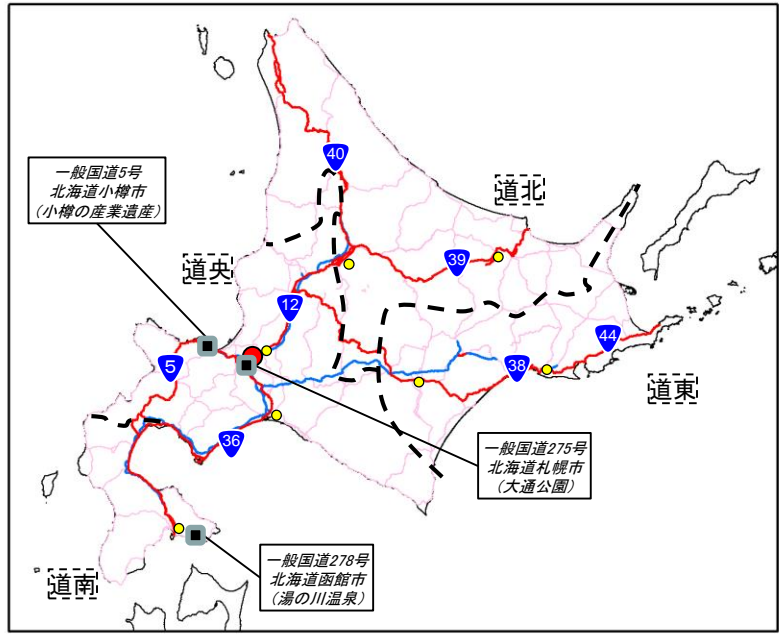 40
道北
一般国道5号
北海道小樽市
（小樽の産業遺産）
道央
39
12
44
5
38
道東
36
一般国道275号
北海道札幌市
（大通公園）
一般国道278号
北海道函館市
（湯の川温泉）
道南